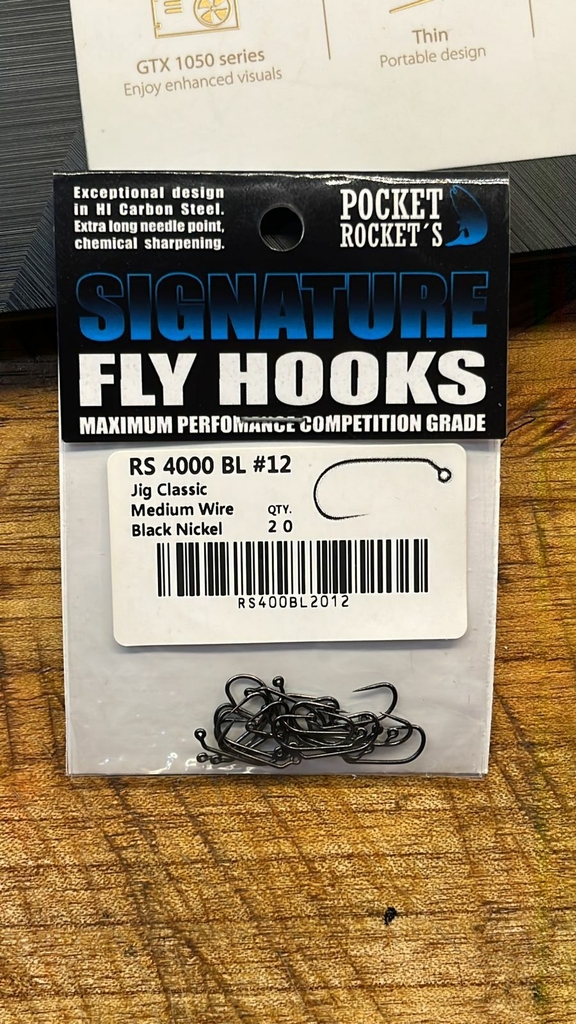 GTX 1050 series
Enjoy enhanced visuals
Thin
Portable design
Exceptional design
in HI Carbon Steel.
Extra long needle point,
chemical sharpening.
POCKET
ROCKET´S
SIGNATURE
FLY HOOKS
MAXIMUM PERFOMANCE COMPETITION GRADE
RS 4000 BL #12
Jig Classic
Medium Wire
Black Nickel
QTY.
20
RS400BL2012